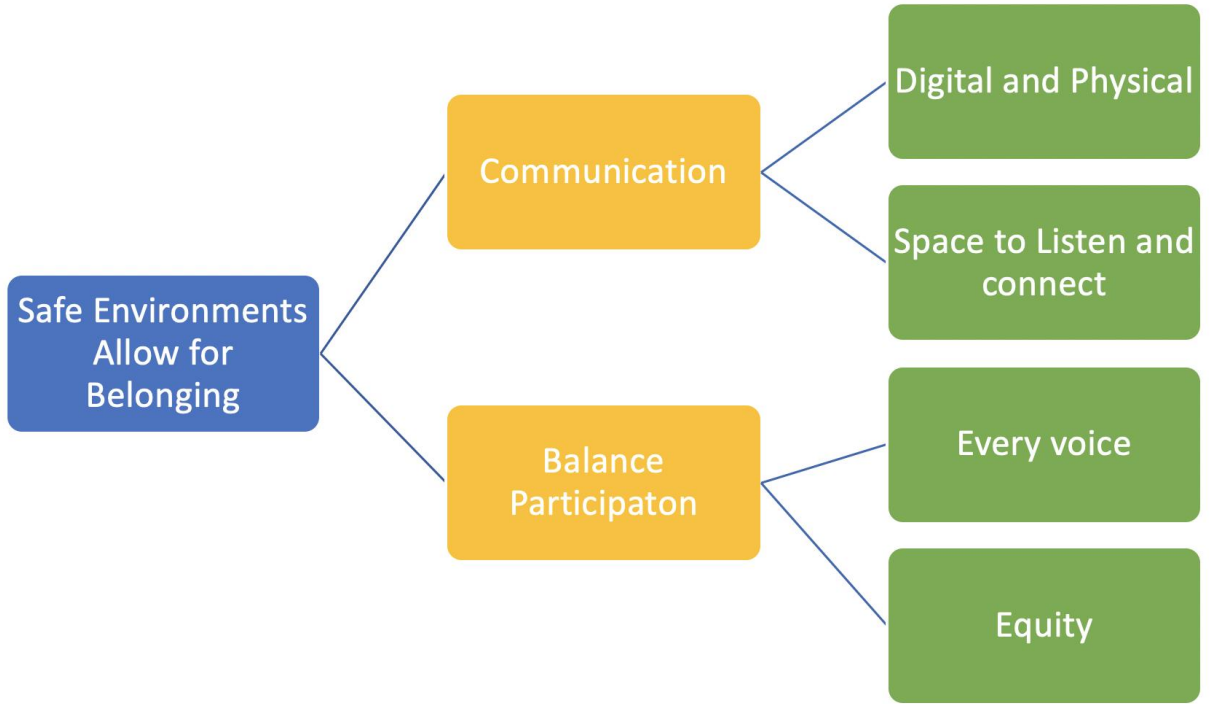 Safe Environments
Allow for
Belonging
Communication
Balance
Participaton
Digital and Physical
Space to Listen and
connect
Every voice
Equity